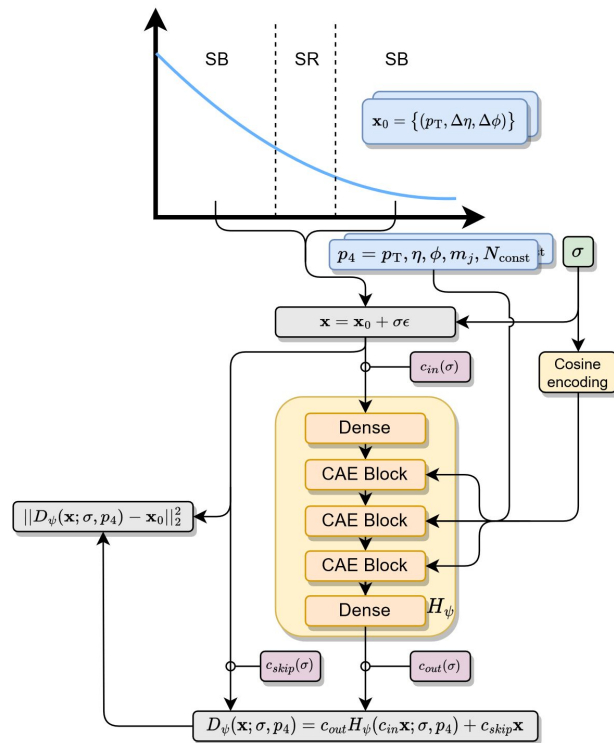 SB
SR
SB
𝐱₀ = {(p_T, Δη, Δϕ)}
p₄ = p_T, η, ϕ, m_j, N_const
σ
𝐱 = 𝐱₀ + σϵ
c_in(σ)
Cosine
encoding
Dense
CAE Block
CAE Block
||D_ψ(𝐱; σ, p₄) − 𝐱₀||₂²
CAE Block
Dense
H_ψ
c_skip(σ)
c_out(σ)
D_ψ(𝐱; σ, p₄) = c_out H_ψ(c_in 𝐱; σ, p₄) + c_skip 𝐱